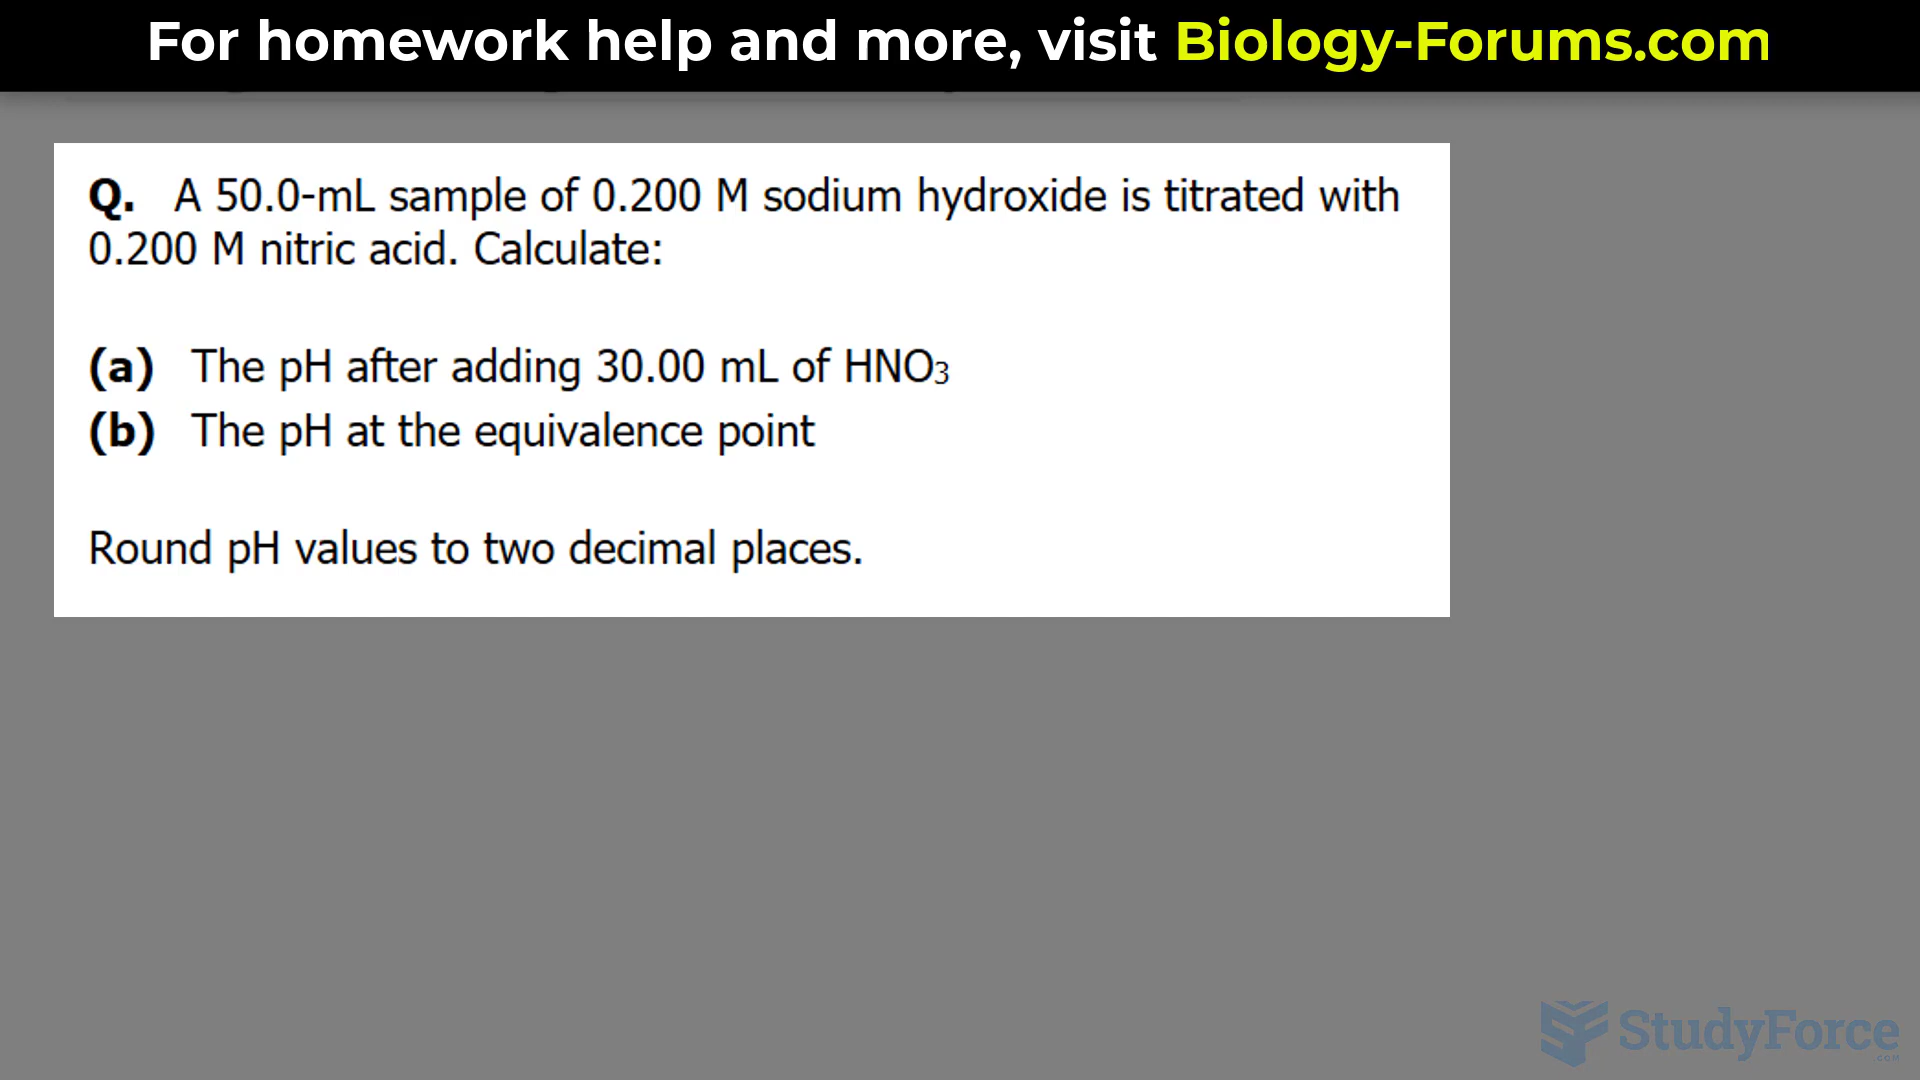 For homework help and more, visit Biology-Forums.com
Q. A 50.0-mL sample of 0.200 M sodium hydroxide is titrated with
0.200 M nitric acid. Calculate:
(a) The pH after adding 30.00 mL of HNO₃
(b) The pH at the equivalence point
Round pH values to two decimal places.
StudyForce
.COM